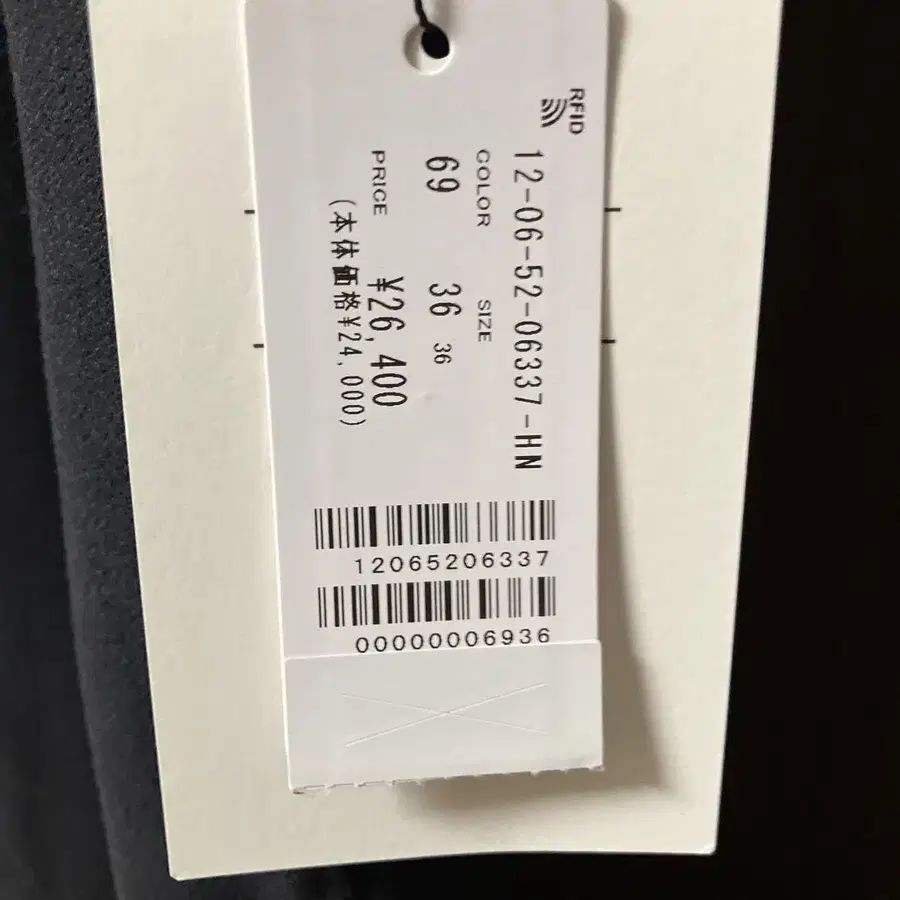 RFID
12-06-52-06337-HN
COLOR SIZE
69 36 36
PRICE ¥26,400
(本体価格¥24,000)
12065206337
00000006936